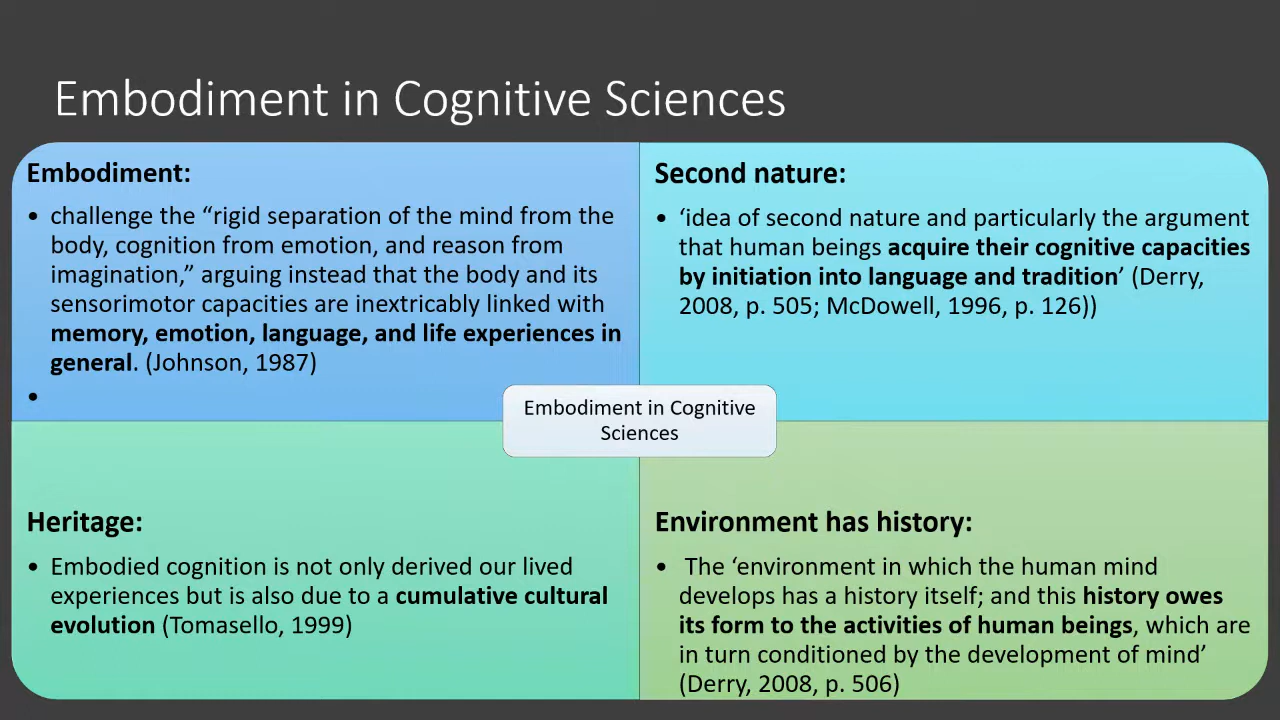 Embodiment in Cognitive Sciences
Embodiment:
• challenge the “rigid separation of the mind from the
body, cognition from emotion, and reason from
imagination,” arguing instead that the body and its
sensorimotor capacities are inextricably linked with
memory, emotion, language, and life experiences in
general. (Johnson, 1987)
•
Second nature:
• ‘idea of second nature and particularly the argument
that human beings acquire their cognitive capacities
by initiation into language and tradition’ (Derry,
2008, p. 505; McDowell, 1996, p. 126))
Embodiment in Cognitive
Sciences
Heritage:
• Embodied cognition is not only derived our lived
experiences but is also due to a cumulative cultural
evolution (Tomasello, 1999)
Environment has history:
• The ‘environment in which the human mind
develops has a history itself; and this history owes
its form to the activities of human beings, which are
in turn conditioned by the development of mind’
(Derry, 2008, p. 506)